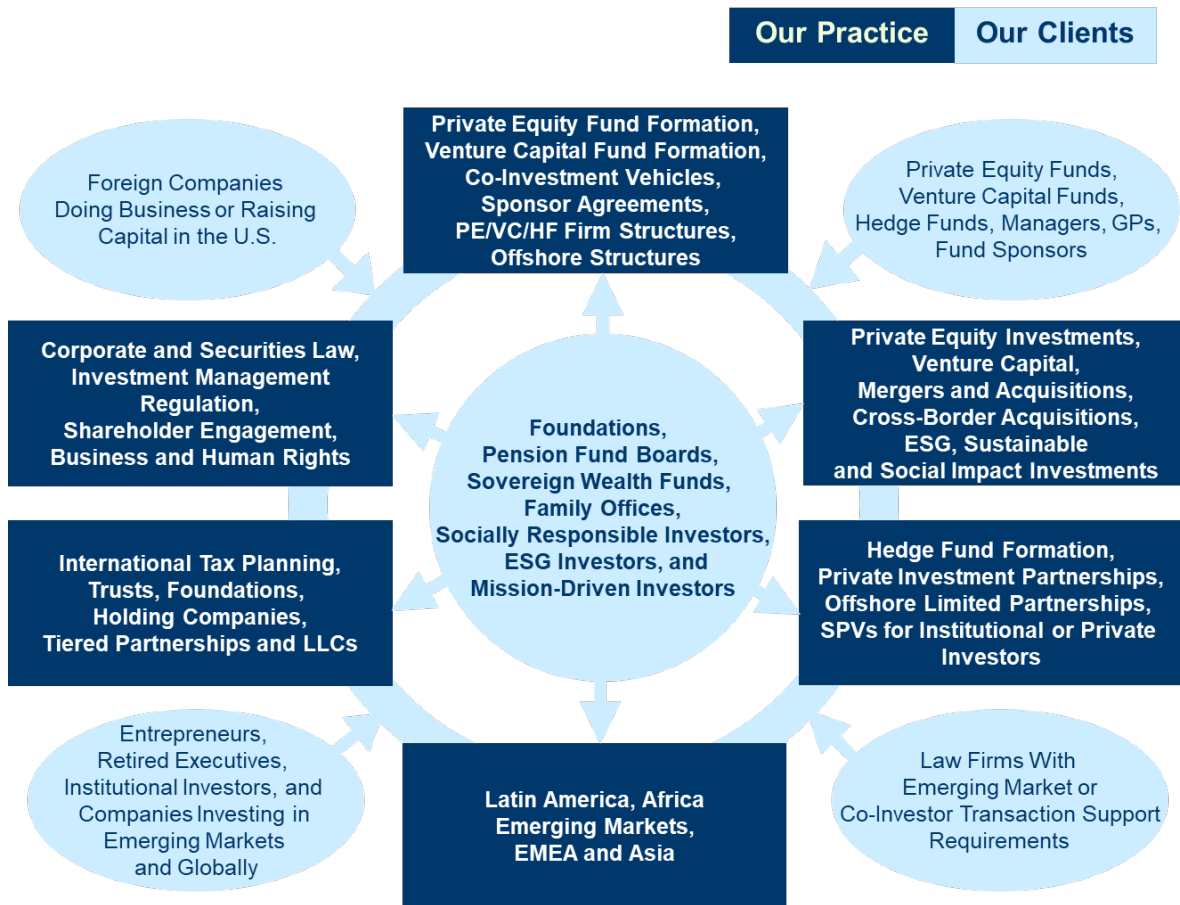 Our Practice
Our Clients
Private Equity Fund Formation,
Venture Capital Fund Formation,
Co-Investment Vehicles,
Sponsor Agreements,
PE/VC/HF Firm Structures,
Offshore Structures
Foreign Companies
Doing Business or Raising
Capital in the U.S.
Private Equity Funds,
Venture Capital Funds,
Hedge Funds, Managers, GPs,
Fund Sponsors
Corporate and Securities Law,
Investment Management
Regulation,
Shareholder Engagement,
Business and Human Rights
Foundations,
Pension Fund Boards,
Sovereign Wealth Funds,
Family Offices,
Socially Responsible Investors,
ESG Investors, and
Mission-Driven Investors
Private Equity Investments,
Venture Capital,
Mergers and Acquisitions,
Cross-Border Acquisitions,
ESG, Sustainable
and Social Impact Investments
International Tax Planning,
Trusts, Foundations,
Holding Companies,
Tiered Partnerships and LLCs
Hedge Fund Formation,
Private Investment Partnerships,
Offshore Limited Partnerships,
SPVs for Institutional or Private
Investors
Entrepreneurs,
Retired Executives,
Institutional Investors, and
Companies Investing in
Emerging Markets
and Globally
Latin America, Africa
Emerging Markets,
EMEA and Asia
Law Firms With
Emerging Market or
Co-Investor Transaction Support
Requirements